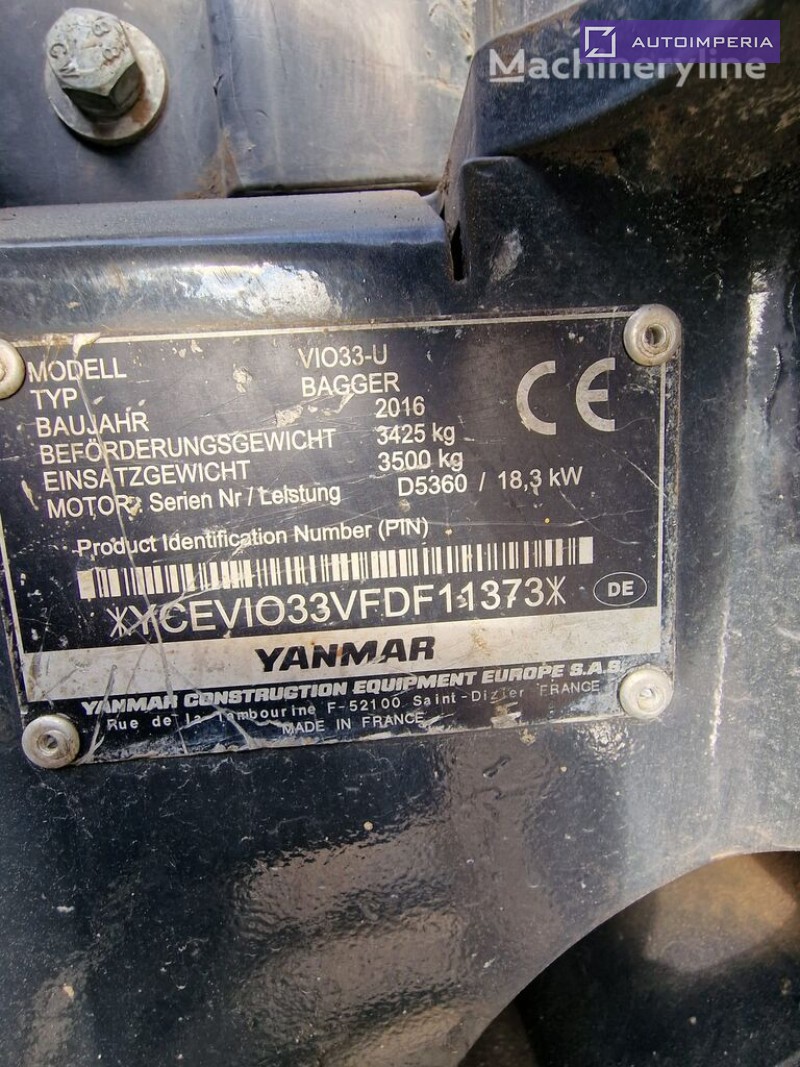 AUTOIMPERIA
Machineryline
MODELL VIO33-U
TYP BAGGER
BAUJAHR 2016
BEFÖRDERUNGSGEWICHT 3425 kg
EINSATZGEWICHT 3500 kg
MOTOR: Serien Nr / Leistung D5360 / 18,3 kW
Product Identification Number (PIN)
*YCEVIO33VFDF11373* DE
YANMAR
YANMAR CONSTRUCTION EQUIPMENT EUROPE S.A.S.
Rue de la Tambourine F-52100 Saint-Dizier FRANCE
MADE IN FRANCE
CE